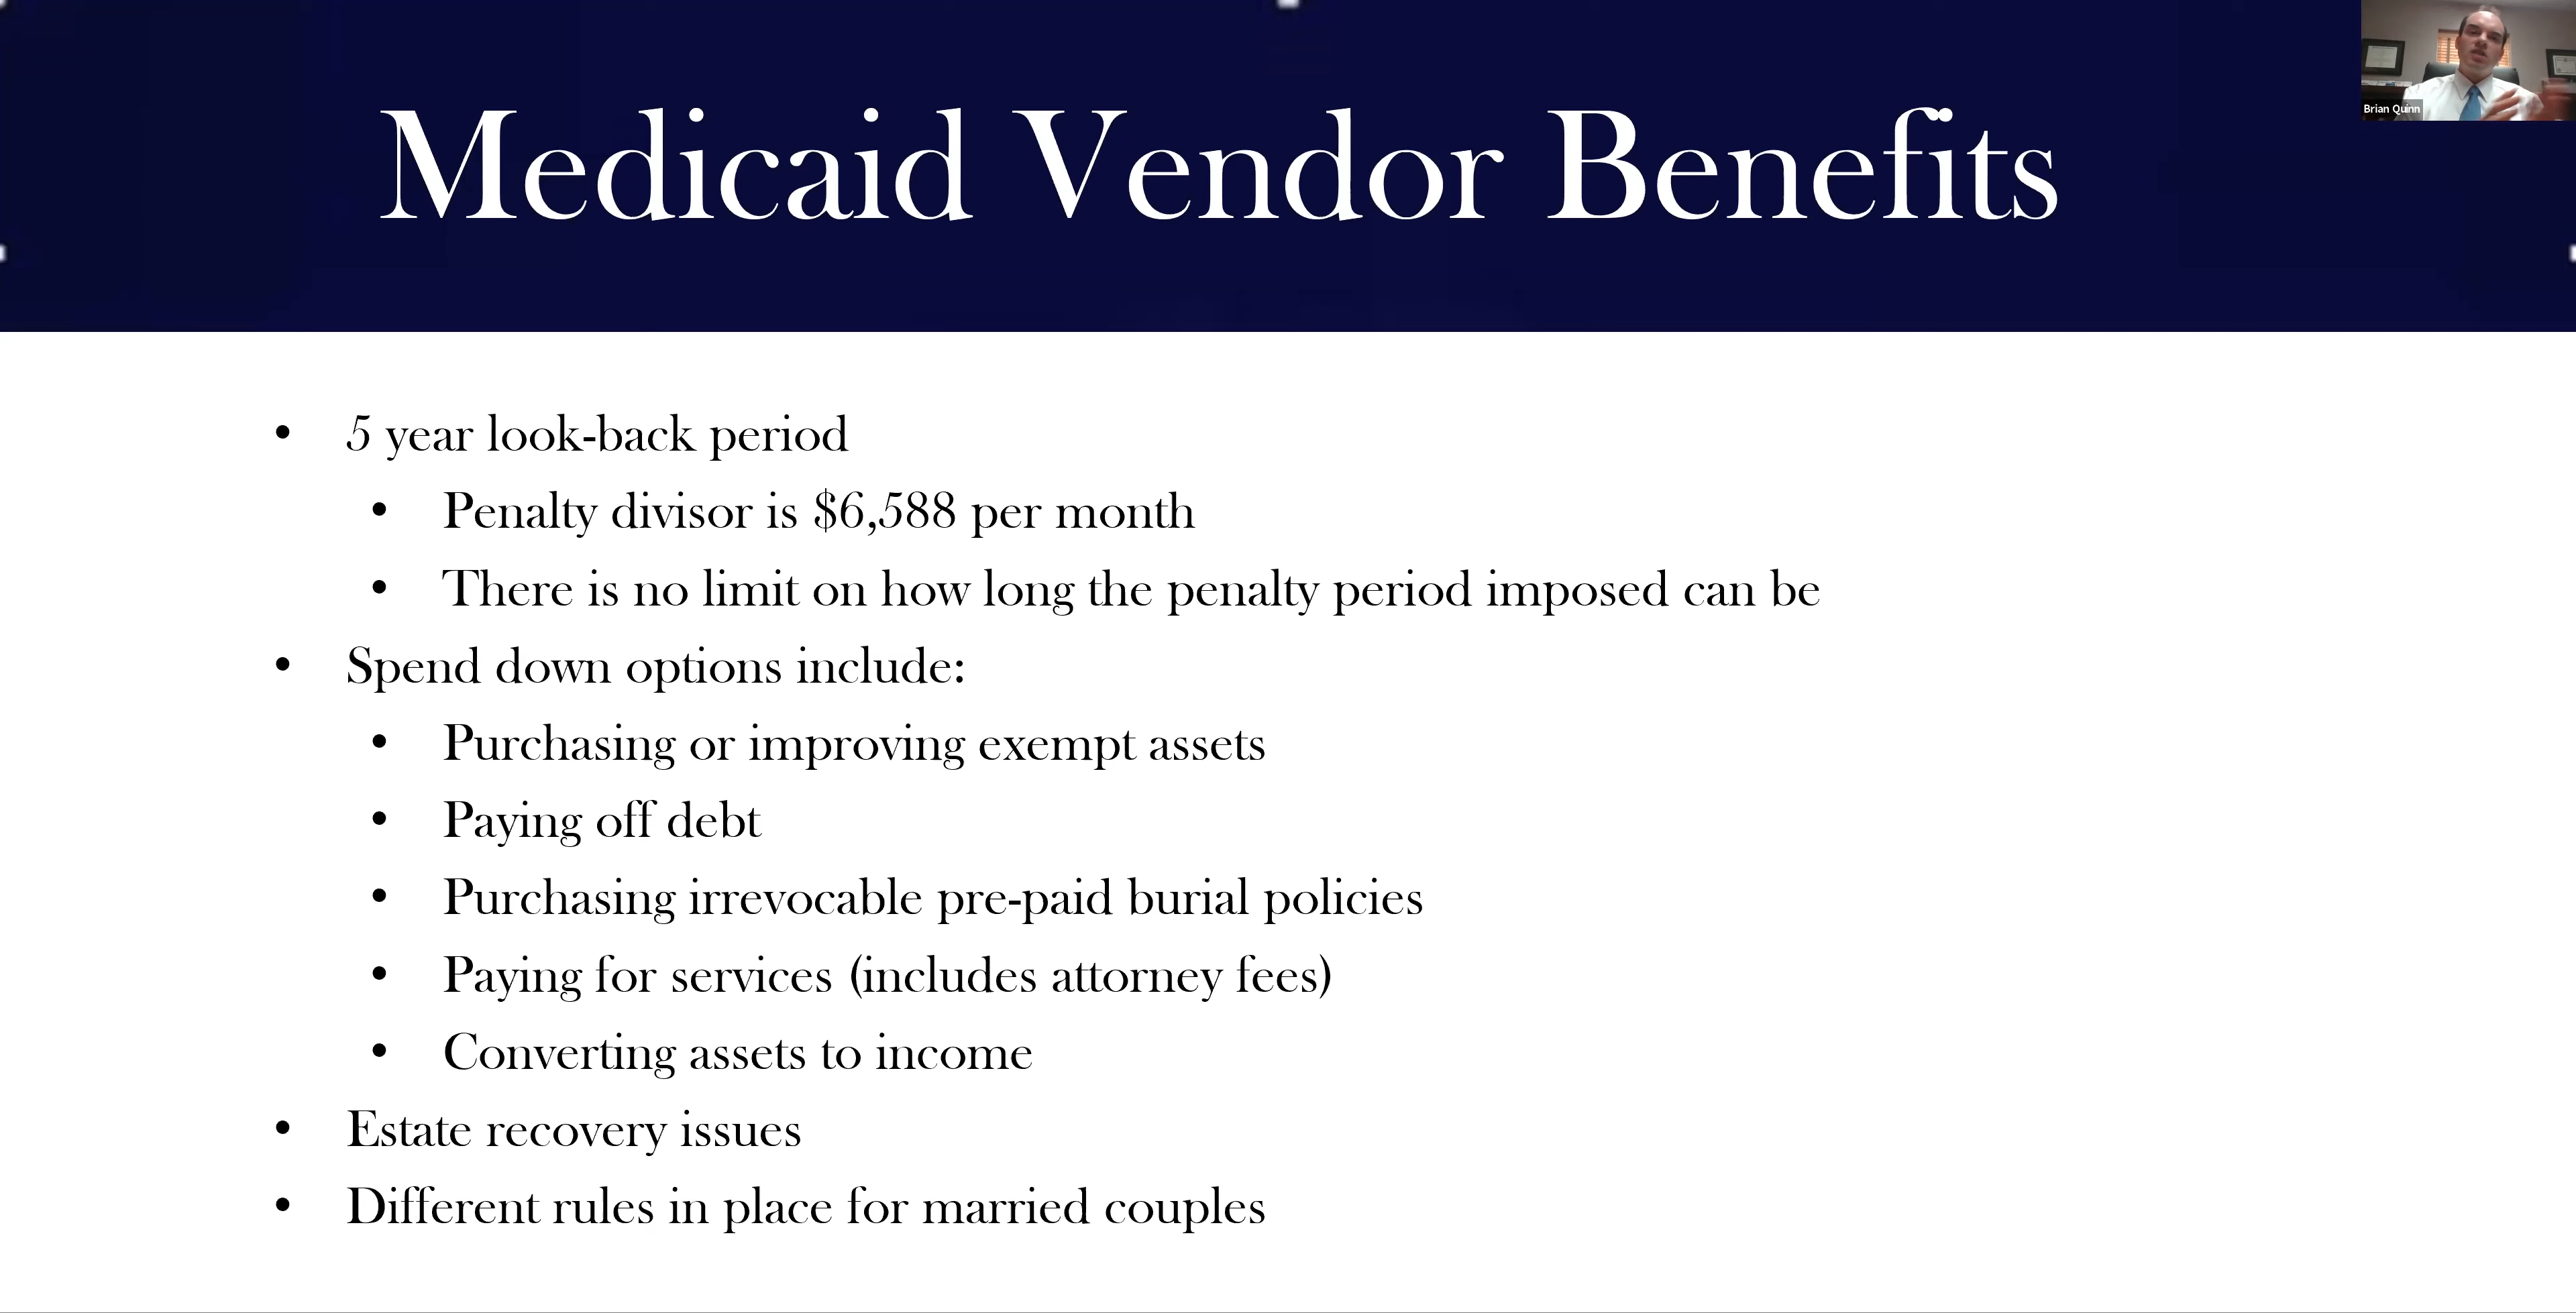 Medicaid Vendor Benefits
Brian Quinn
• 5 year look-back period
• Penalty divisor is $6,588 per month
• There is no limit on how long the penalty period imposed can be
• Spend down options include:
• Purchasing or improving exempt assets
• Paying off debt
• Purchasing irrevocable pre-paid burial policies
• Paying for services (includes attorney fees)
• Converting assets to income
• Estate recovery issues
• Different rules in place for married couples